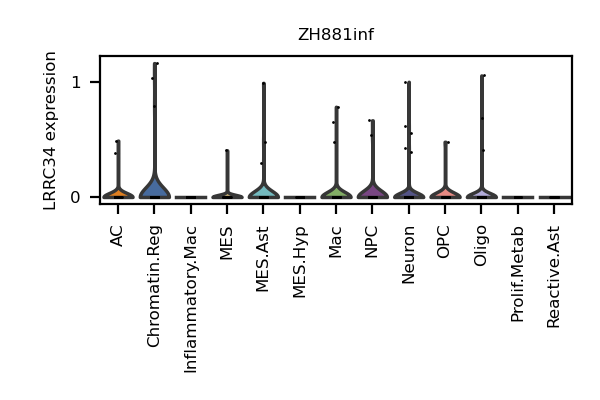 ZH881inf
LRRC34 expression
1
0
AC
Chromatin.Reg
Inflammatory.Mac
MES
MES.Ast
MES.Hyp
Mac
NPC
Neuron
OPC
Oligo
Prolif.Metab
Reactive.Ast